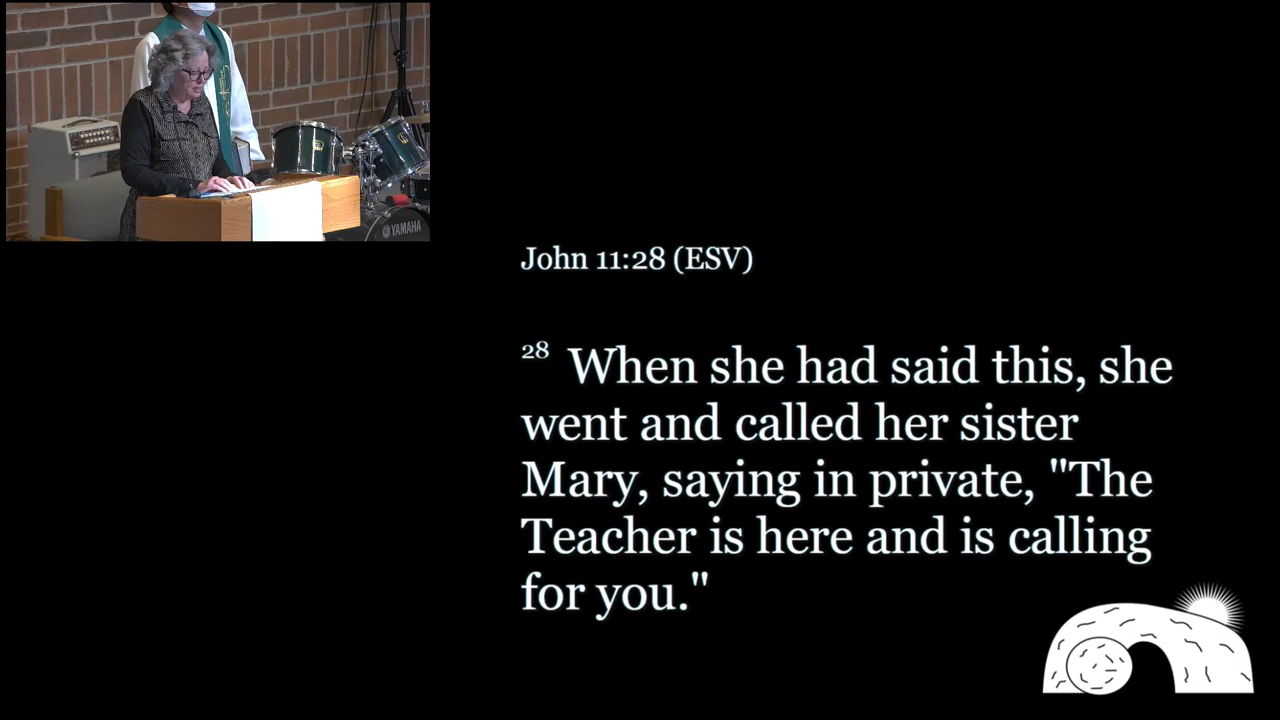 YAMAHA
John 11:28 (ESV)
28 When she had said this, she
went and called her sister
Mary, saying in private, "The
Teacher is here and is calling
for you."